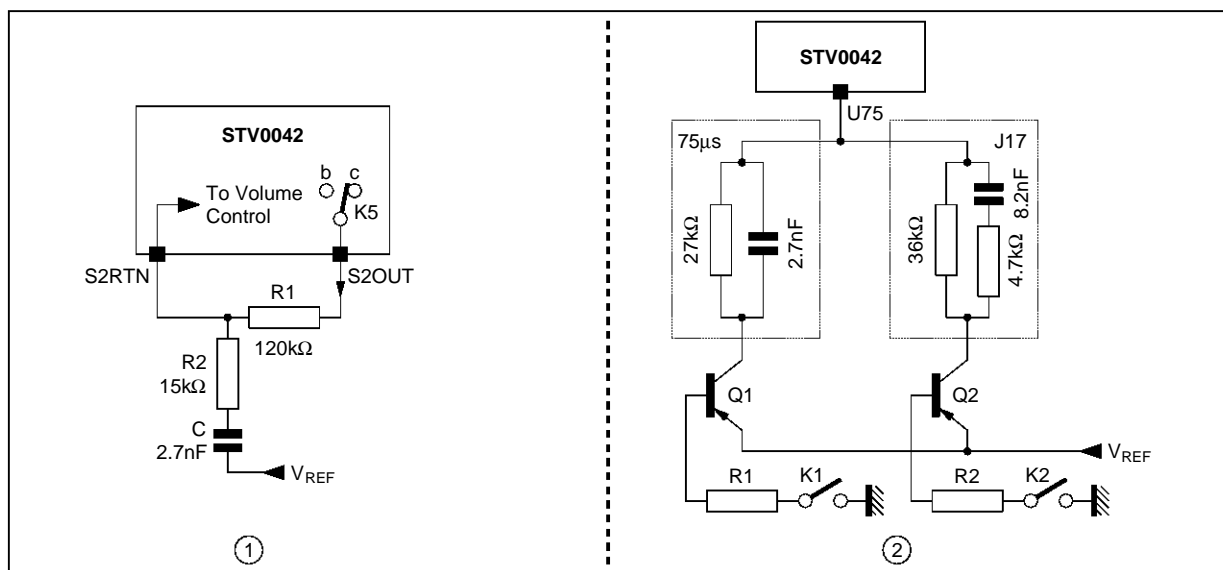 STV0042
b
c
To Volume
Control
K5
S2RTN
S2OUT
R1
120kΩ
R2
15kΩ
C
2.7nF
VREF
1
STV0042
U75
75µs
27kΩ
2.7nF
J17
36kΩ
8.2nF
4.7kΩ
Q1
Q2
VREF
R1
K1
R2
K2
2